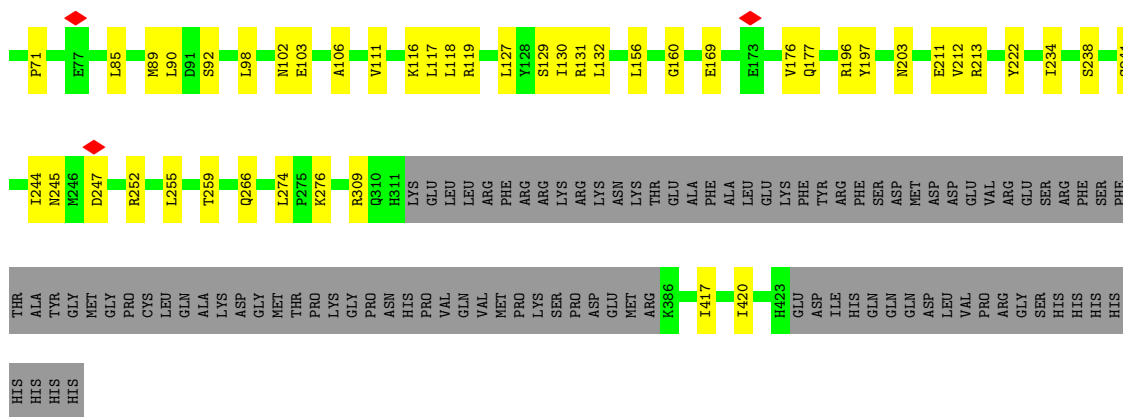 P71 E77 L85 M89 L90 D91 S92 L98 N102 E103 A106 V111 K116 L117 L118 R119 L127 Y128 S129 I130 R131 L132 L156 G160 E169 E173 V176 Q177 R196 Y197 N203 E211 V212 R213 Y222 I234 S238
I244 N245 M246 D247 R252 L255 T259 Q266 L274 P275 K276 R309 Q310 H311 LYS GLU LEU LEU ARG PHE ARG ARG LYS ARG LYS ASN LYS THR GLU ALA PHE ALA LEU GLU LYS PHE TYR ARG PHE SER ASP MET ASP ASP GLU VAL ARG GLU SER ARG PHE SER PHE
THR ALA TYR GLY MET GLY PRO CYS LEU GLN ALA LYS ASP GLY MET THR PRO LYS GLY PRO ASN HIS PRO VAL GLN VAL MET PRO LYS SER PRO ASP GLU MET ARG K386 I417 I420 H423 GLU ASP ILE HIS GLN GLN GLN ASP LEU VAL PRO ARG GLY SER HIS HIS HIS HIS HIS
HIS HIS HIS HIS